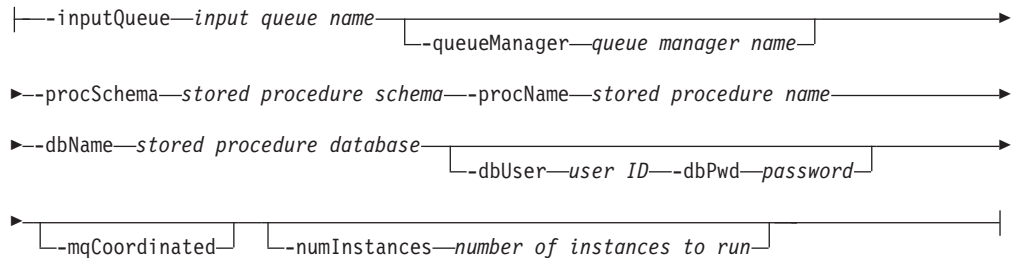 -inputQueue input queue name
-queueManager queue manager name
-procSchema stored procedure schema -procName stored procedure name
-dbName stored procedure database
-dbUser user ID -dbPwd password
-mqCoordinated -numInstances number of instances to run